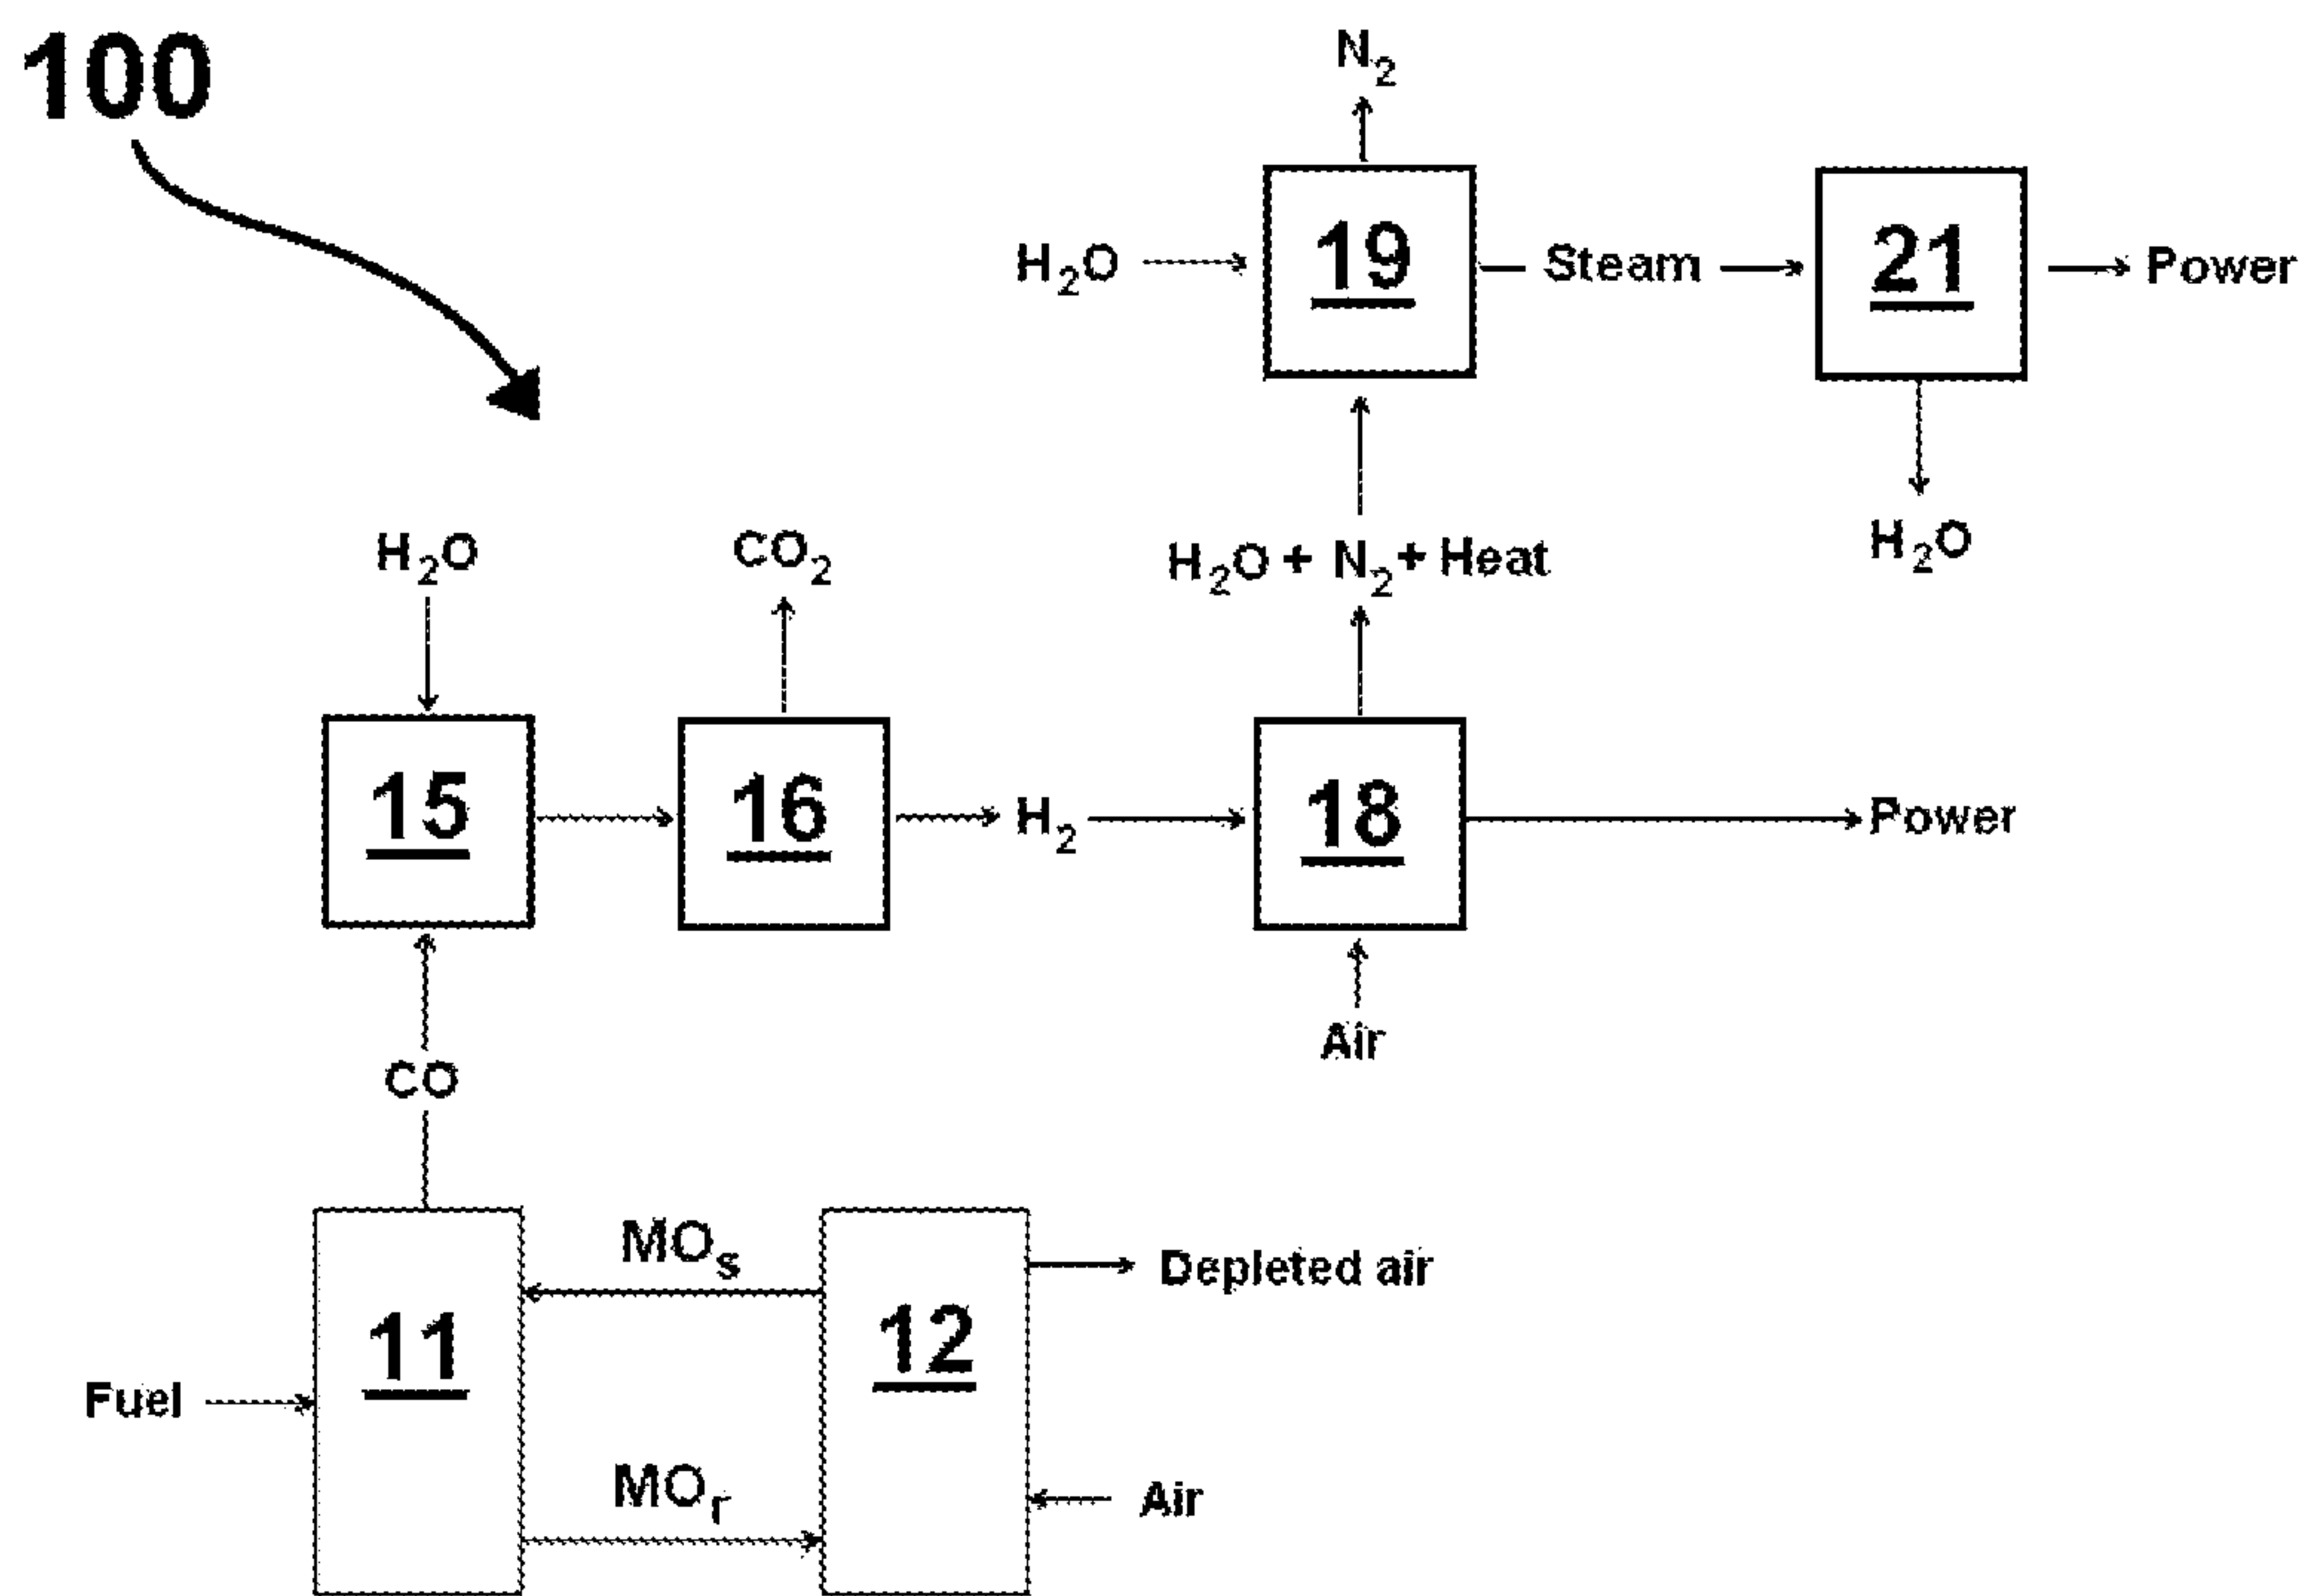 100
N₂
H₂O 19 Steam 21 Power
H₂O CO₂ H₂O + N₂ + Heat H₂O
15 16 H₂ 18 Power
Air
CO
MOₛ Depleted air
11 12
Fuel
MOᵣ Air